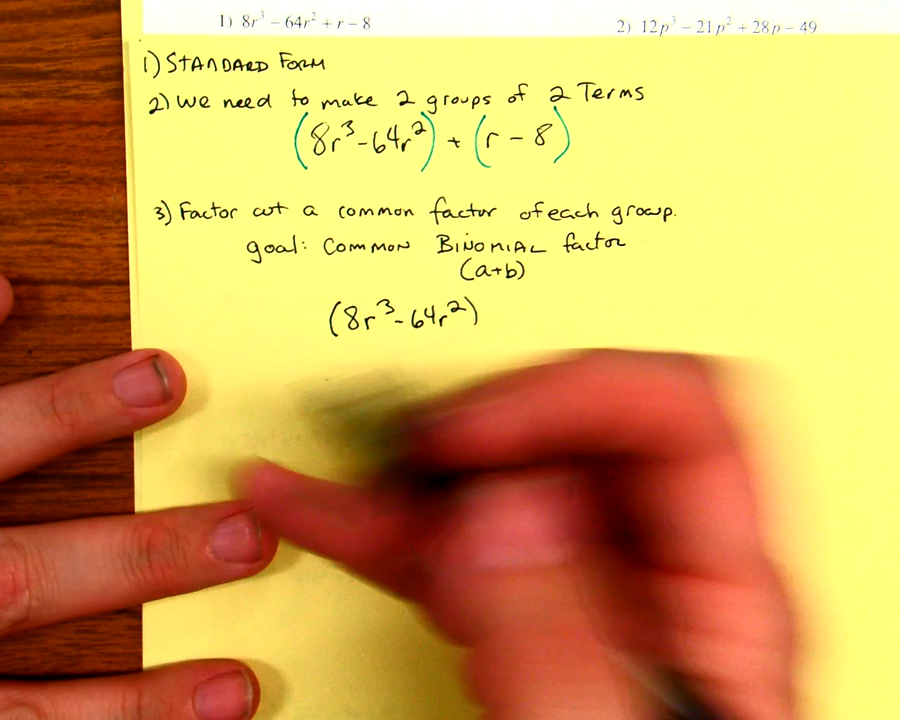 1) 8r³ − 64r² + r − 8
2) 12p³ − 21p² + 28p − 49
1) STANDARD FORM
2) We need to make 2 groups of 2 Terms
(8r³-64r²) + (r - 8)
3) Factor out a common factor of each group.
goal: COMMON BINOMIAL factor
(a+b)
(8r³-64r²)